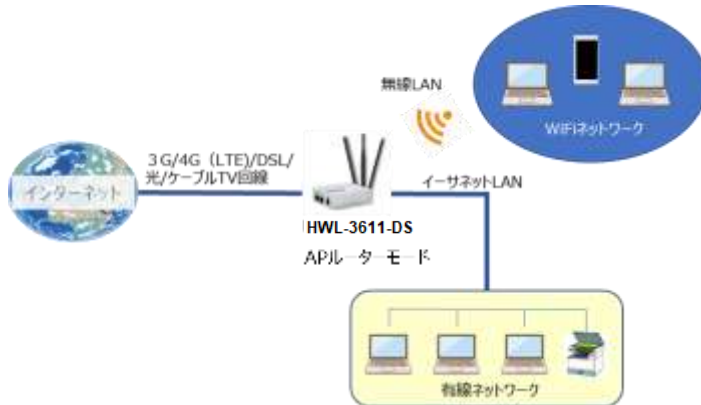 無線LAN
WiFiネットワーク
3G/4G (LTE)/DSL/
光/ケーブルTV回線
インターネット
イーサネットLAN
HWL-3611-DS
APルーターモード
有線ネットワーク